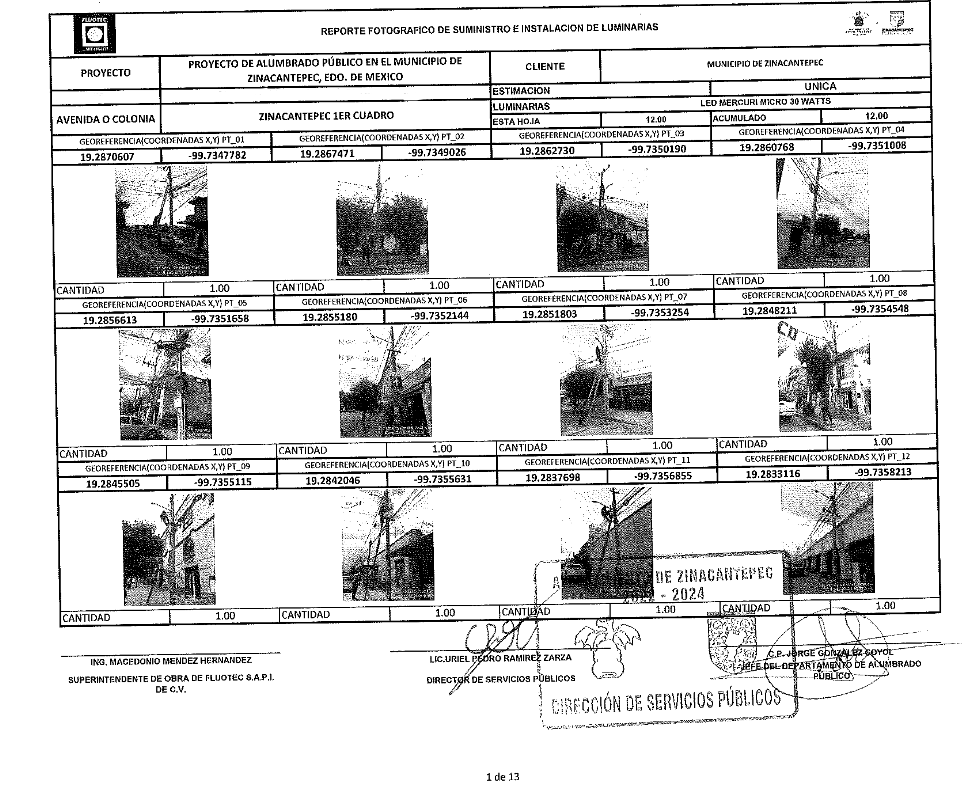 FLUOTEC
REPORTE FOTOGRAFICO DE SUMINISTRO E INSTALACION DE LUMINARIAS
PROYECTO
PROYECTO DE ALUMBRADO PÚBLICO EN EL MUNICIPIO DE
ZINACANTEPEC, EDO. DE MEXICO
CLIENTE
MUNICIPIO DE ZINACANTEPEC
ESTIMACION
UNICA
AVENIDA O COLONIA
ZINACANTEPEC 1ER CUADRO
LUMINARIAS
LED MERCURI MICRO 30 WATTS
ESTA HOJA 12.00 ACUMULADO 12.00
GEOREFERENCIA(COORDENADAS X,Y) PT_01 GEOREFERENCIA(COORDENADAS X,Y) PT_02 GEOREFERENCIA(COORDENADAS X,Y) PT_03 GEOREFERENCIA(COORDENADAS X,Y) PT_04
19.2870607 -99.7347782 19.2867471 -99.7349026 19.2862730 -99.7350190 19.2860768 -99.7351008
CANTIDAD 1.00 CANTIDAD 1.00 CANTIDAD 1.00 CANTIDAD 1.00
GEOREFERENCIA(COORDENADAS X,Y) PT_05 GEOREFERENCIA(COORDENADAS X,Y) PT_06 GEOREFERENCIA(COORDENADAS X,Y) PT_07 GEOREFERENCIA(COORDENADAS X,Y) PT_08
19.2856613 -99.7351658 19.2855180 -99.7352144 19.2851803 -99.7353254 19.2848211 -99.7354548
CANTIDAD 1.00 CANTIDAD 1.00 CANTIDAD 1.00 CANTIDAD 1.00
GEOREFERENCIA(COORDENADAS X,Y) PT_09 GEOREFERENCIA(COORDENADAS X,Y) PT_10 GEOREFERENCIA(COORDENADAS X,Y) PT_11 GEOREFERENCIA(COORDENADAS X,Y) PT_12
19.2845505 -99.7355115 19.2842046 -99.7355631 19.2837698 -99.7356855 19.2833116 -99.7358213
CANTIDAD 1.00 CANTIDAD 1.00 CANTIDAD 1.00 CANTIDAD 1.00
DE ZINACANTEPEC
- 2024
ING. MACEDONIO MENDEZ HERNANDEZ
SUPERINTENDENTE DE OBRA DE FLUOTEC S.A.P.I.
DE C.V.
LIC.URIEL PEDRO RAMIREZ ZARZA
DIRECTOR DE SERVICIOS PÚBLICOS
C.P. JORGE GONZALEZ GOYOL
JEFE DEL DEPARTAMENTO DE ALUMBRADO
PÚBLICO
DIRECCIÓN DE SERVICIOS PÚBLICOS
1 de 13